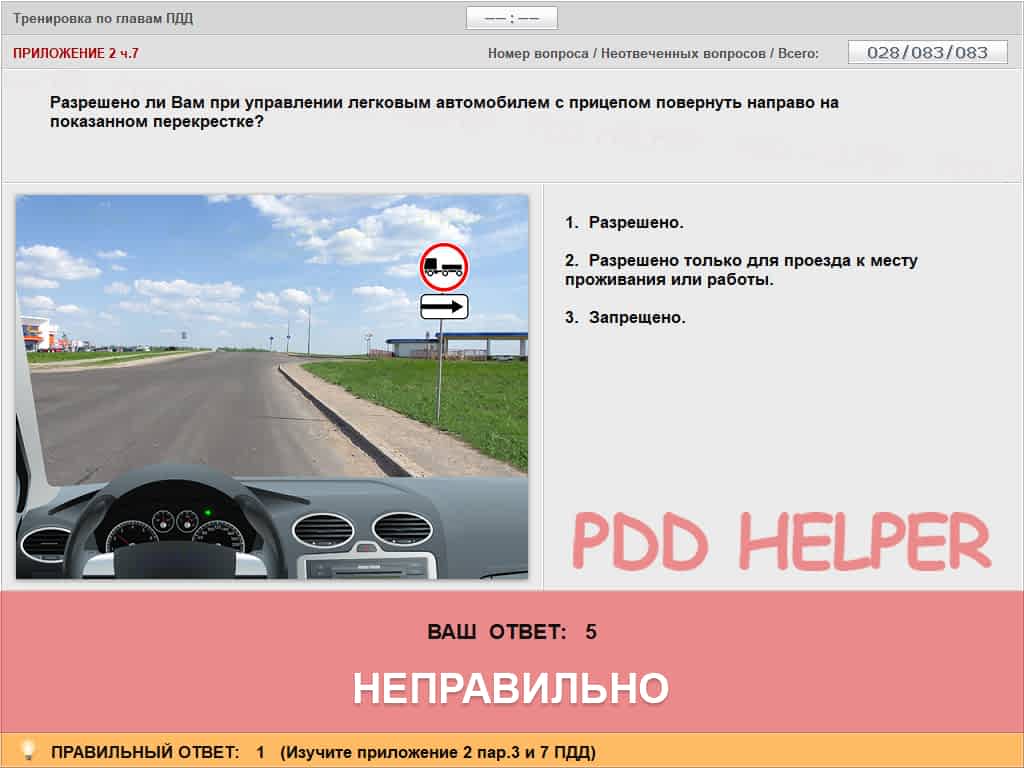 Тренировка по главам ПДД
––:––
ПРИЛОЖЕНИЕ 2 ч.7
Номер вопроса / Неотвеченных вопросов / Всего: 028/083/083
Разрешено ли Вам при управлении легковым автомобилем с прицепом повернуть направо на
показанном перекрестке?
1. Разрешено.
2. Разрешено только для проезда к месту
проживания или работы.
3. Запрещено.
PDD HELPER
ВАШ ОТВЕТ: 5
НЕПРАВИЛЬНО
ПРАВИЛЬНЫЙ ОТВЕТ: 1 (Изучите приложение 2 пар.3 и 7 ПДД)